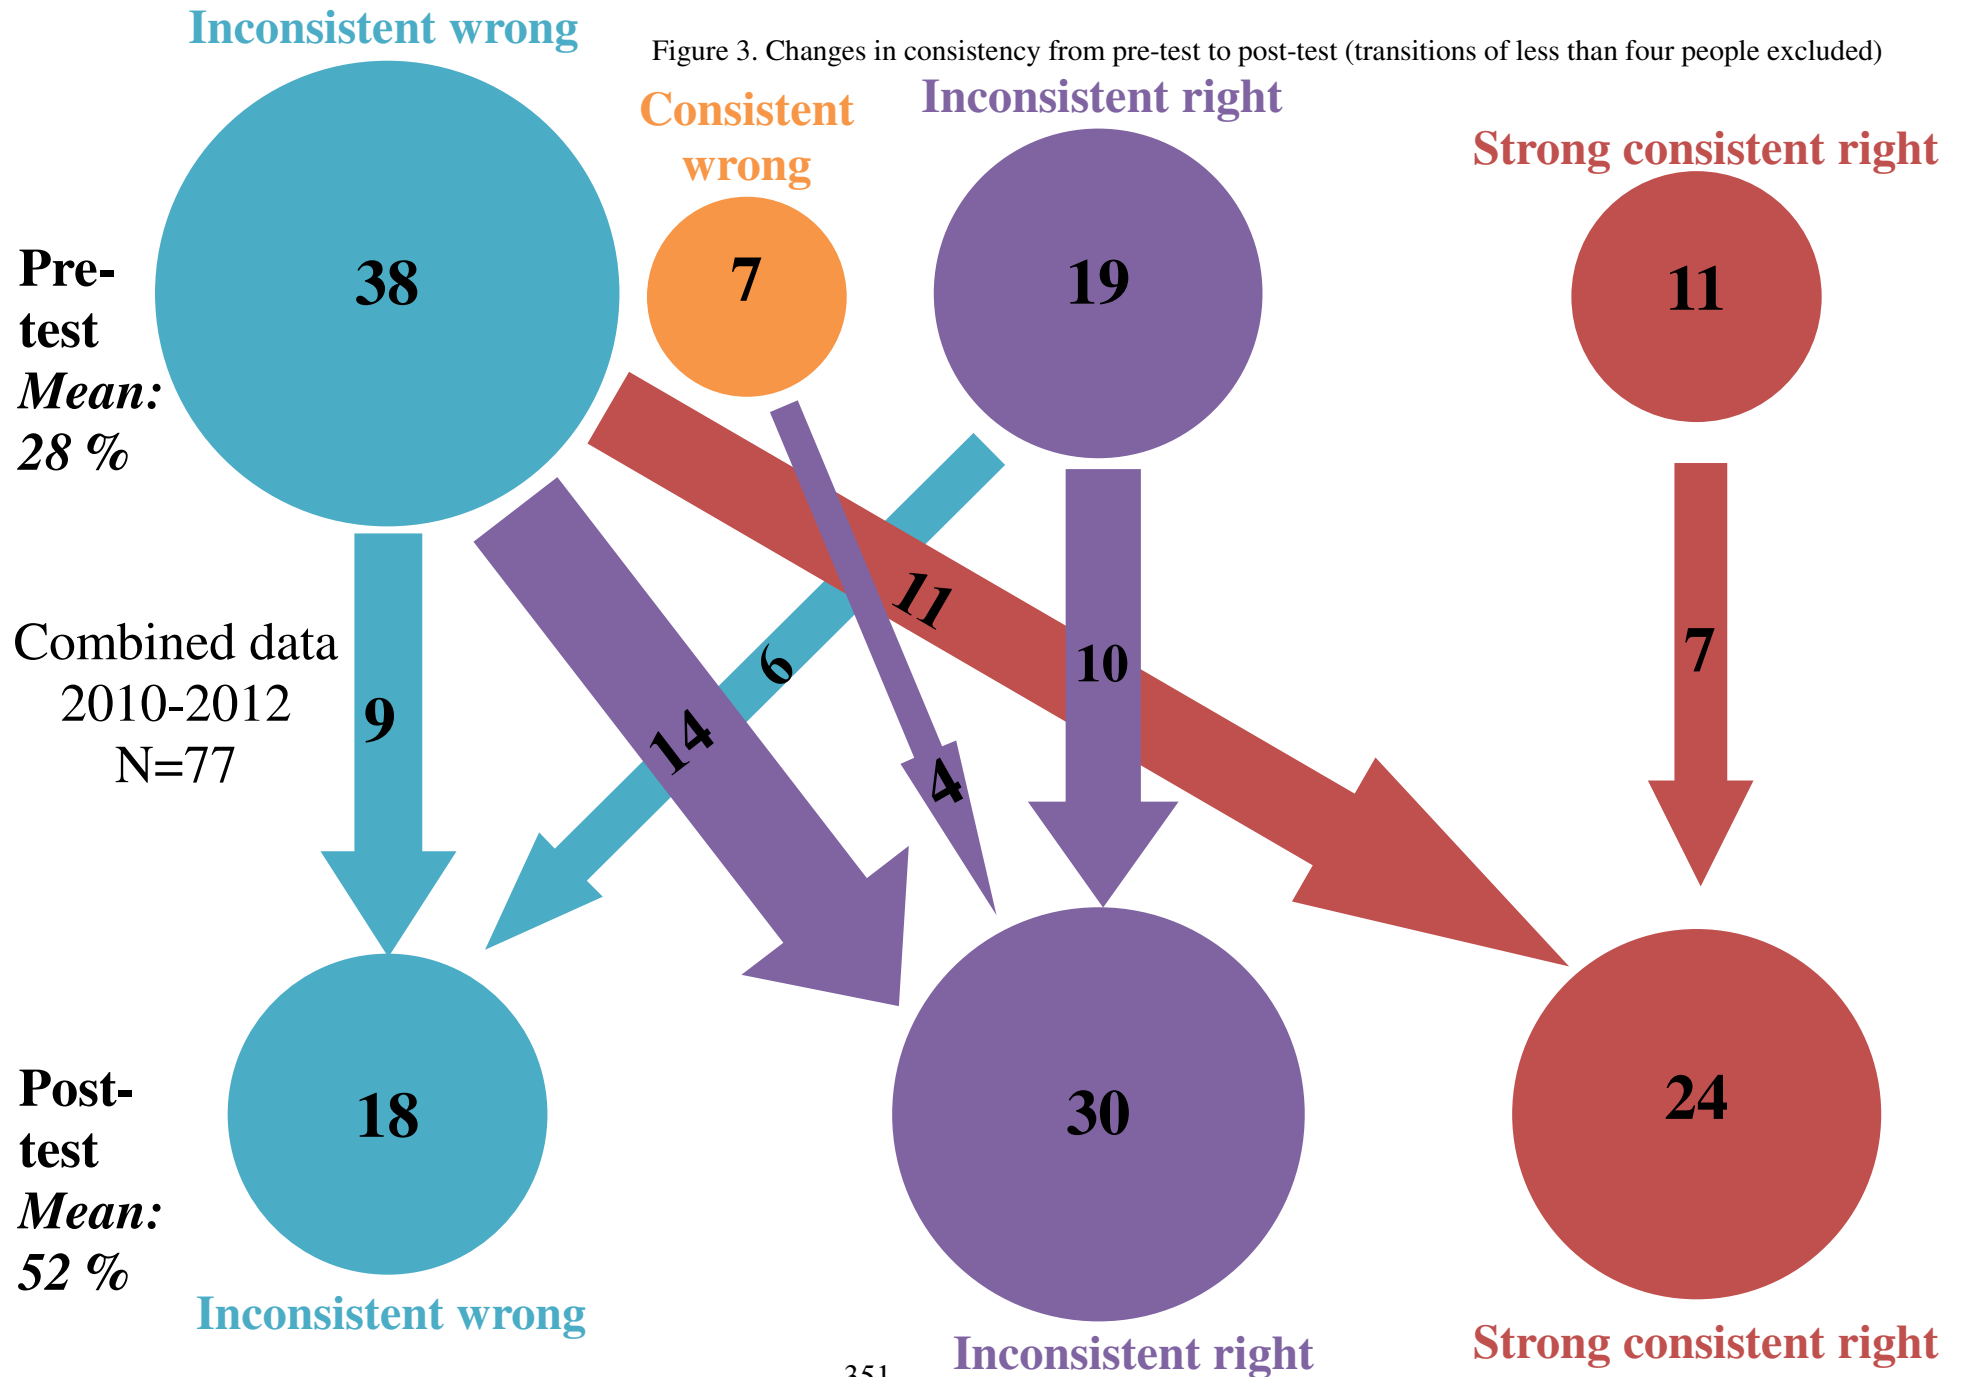 Inconsistent wrong
Figure 3. Changes in consistency from pre-test to post-test (transitions of less than four people excluded)
Consistent
wrong
Inconsistent right
Strong consistent right
Pre-
test
Mean:
28 %
38
7
19
11
Combined data
2010-2012
N=77
9
14
6
4
11
10
7
Post-
test
Mean:
52 %
18
30
24
Inconsistent wrong
Inconsistent right
Strong consistent right
351